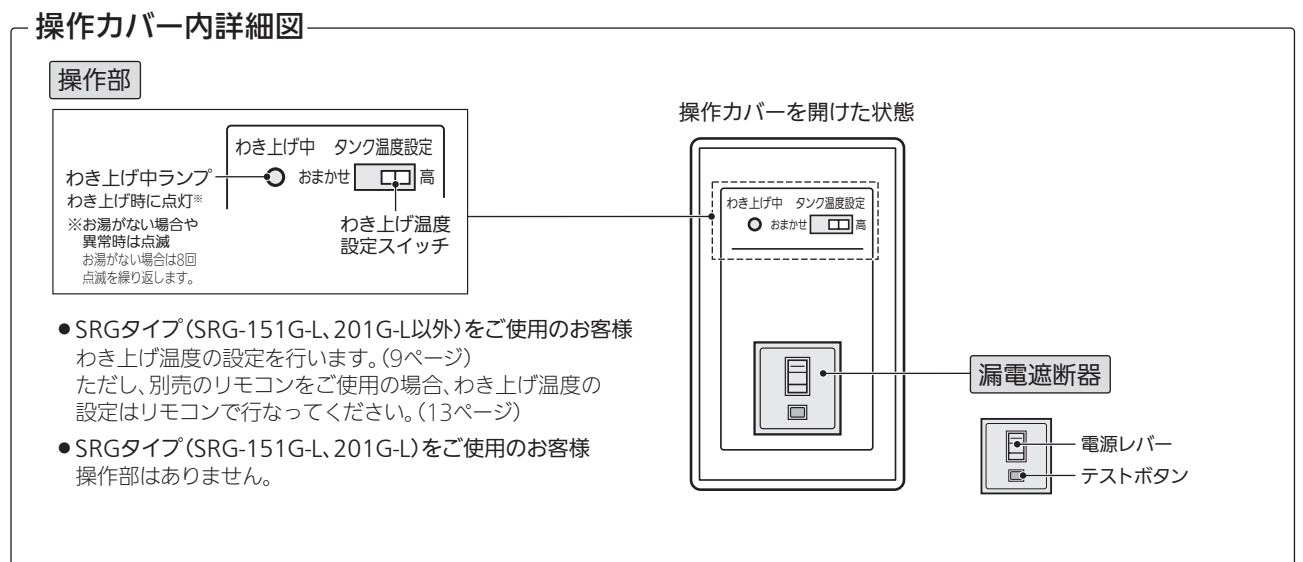 操作カバー内詳細図
操作部
わき上げ中 タンク温度設定
わき上げ中ランプ
おまかせ 高
わき上げ時に点灯※
※お湯がない場合や
異常時は点滅
お湯がない場合は8回
点滅を繰り返します。
わき上げ温度
設定スイッチ
操作カバーを開けた状態
わき上げ中 タンク温度設定
おまかせ 高
●SRGタイプ(SRG-151G-L、201G-L以外)をご使用のお客様
わき上げ温度の設定を行います。(9ページ)
ただし、別売のリモコンをご使用の場合、わき上げ温度の
設定はリモコンで行なってください。(13ページ)
●SRGタイプ(SRG-151G-L、201G-L)をご使用のお客様
操作部はありません。
漏電遮断器
電源レバー
テストボタン